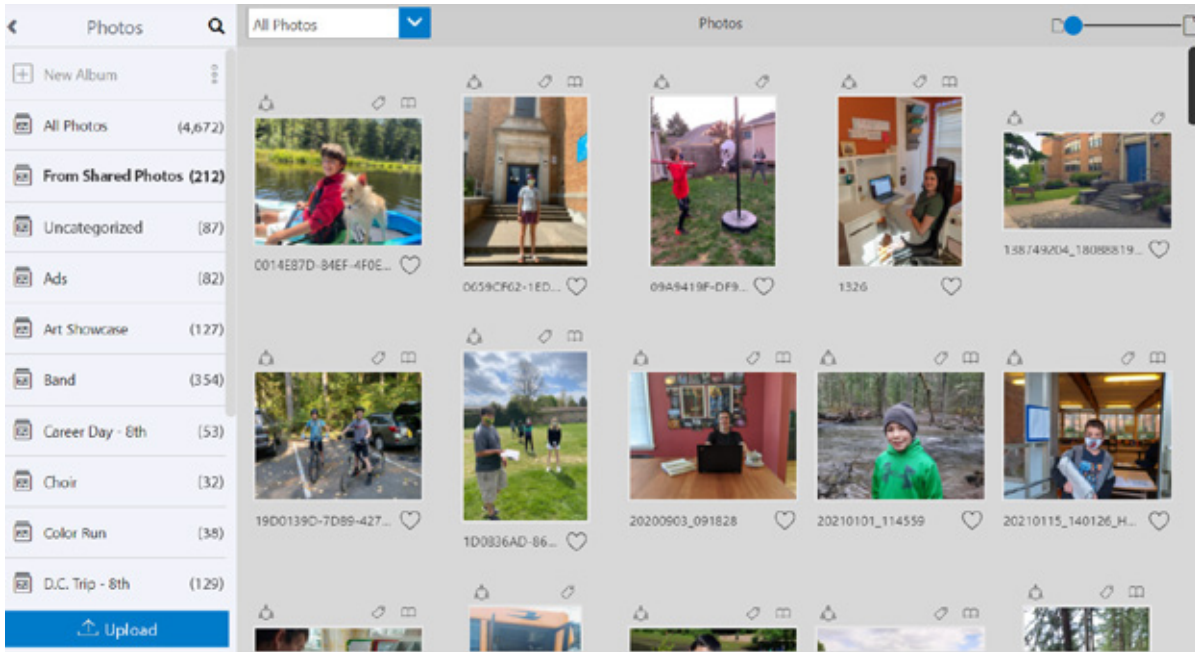 Photos
New Album
All Photos (4,672)
From Shared Photos (212)
Uncategorized (87)
Ads (82)
Art Showcase (127)
Band (354)
Career Day - 8th (53)
Choir (32)
Color Run (38)
D.C. Trip - 8th (129)
Upload
All Photos
Photos
0014E87D-84EF-4F0E...
0659CF62-1ED...
09A9419F-DF9...
1326
138749204_18088819...
19D0139D-7DB9-427...
1D0836AD-86...
20200903_091828
20210101_114559
20210115_140126_H...